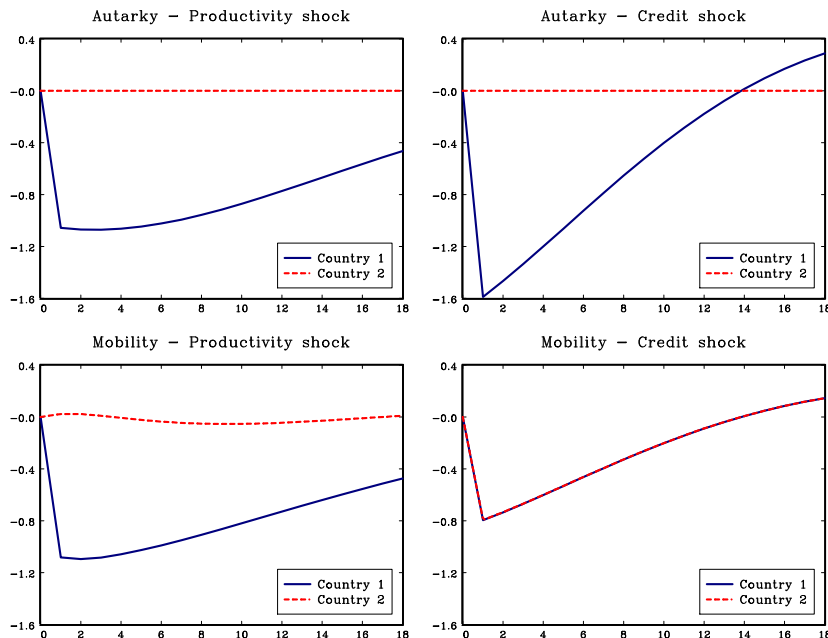 Autarky – Productivity shock
0.4
-0.0
-0.4
-0.8
-1.2
-1.6
0 2 4 6 8 10 12 14 16 18
Country 1
Country 2
Autarky – Credit shock
0.4
-0.0
-0.4
-0.8
-1.2
-1.6
0 2 4 6 8 10 12 14 16 18
Country 1
Country 2
Mobility – Productivity shock
0.4
-0.0
-0.4
-0.8
-1.2
-1.6
0 2 4 6 8 10 12 14 16 18
Country 1
Country 2
Mobility – Credit shock
0.4
-0.0
-0.4
-0.8
-1.2
-1.6
0 2 4 6 8 10 12 14 16 18
Country 1
Country 2